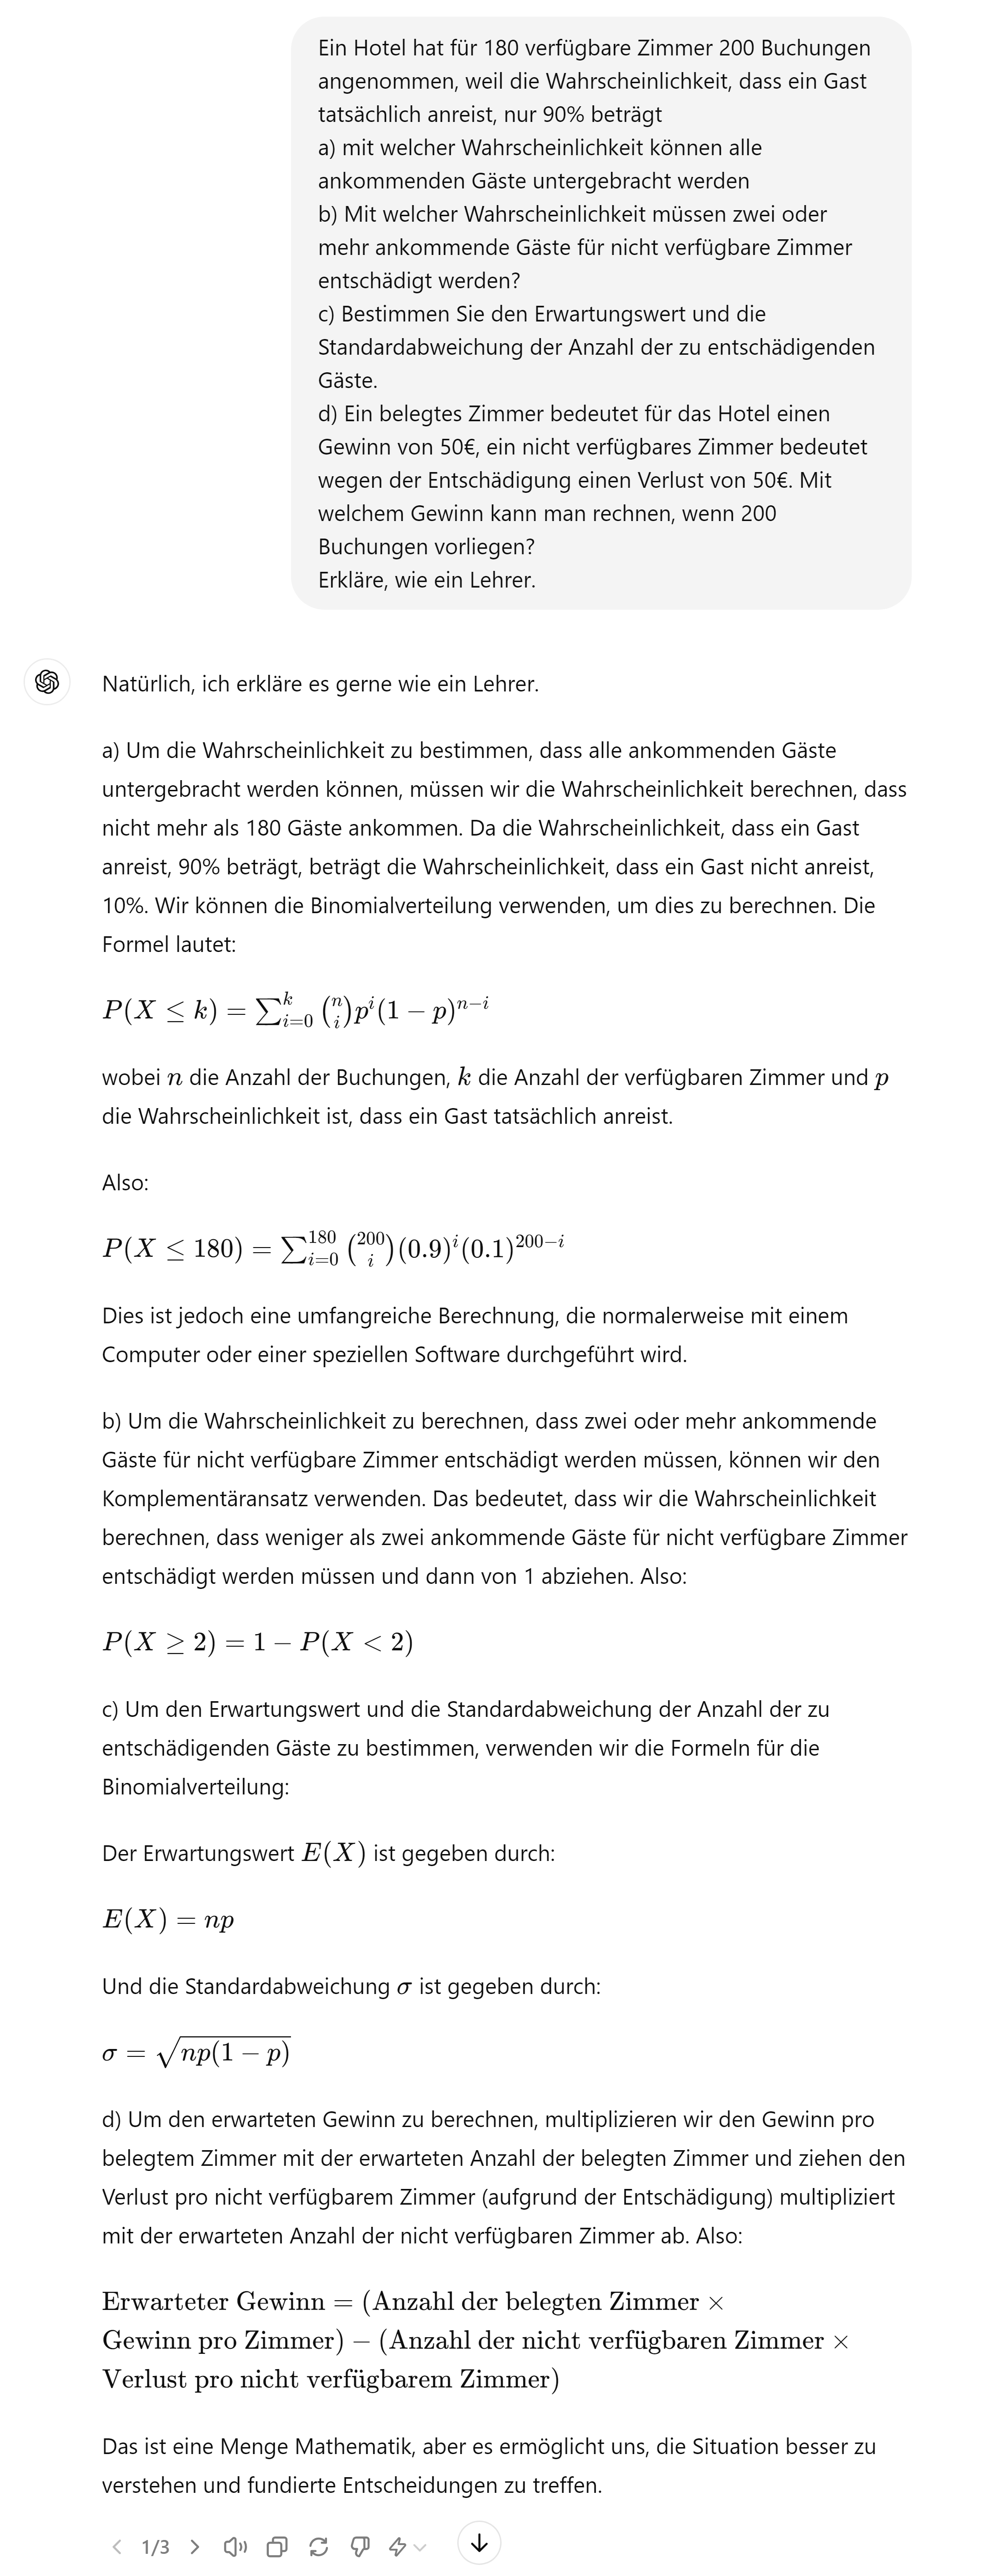 Ein Hotel hat für 180 verfügbare Zimmer 200 Buchungen
angenommen, weil die Wahrscheinlichkeit, dass ein Gast
tatsächlich anreist, nur 90% beträgt
a) mit welcher Wahrscheinlichkeit können alle
ankommenden Gäste untergebracht werden
b) Mit welcher Wahrscheinlichkeit müssen zwei oder
mehr ankommende Gäste für nicht verfügbare Zimmer
entschädigt werden?
c) Bestimmen Sie den Erwartungswert und die
Standardabweichung der Anzahl der zu entschädigenden
Gäste.
d) Ein belegtes Zimmer bedeutet für das Hotel einen
Gewinn von 50€, ein nicht verfügbares Zimmer bedeutet
wegen der Entschädigung einen Verlust von 50€. Mit
welchem Gewinn kann man rechnen, wenn 200
Buchungen vorliegen?
Erkläre, wie ein Lehrer.
Natürlich, ich erkläre es gerne wie ein Lehrer.
a) Um die Wahrscheinlichkeit zu bestimmen, dass alle ankommenden Gäste
untergebracht werden können, müssen wir die Wahrscheinlichkeit berechnen, dass
nicht mehr als 180 Gäste ankommen. Da die Wahrscheinlichkeit, dass ein Gast
anreist, 90% beträgt, beträgt die Wahrscheinlichkeit, dass ein Gast nicht anreist,
10%. Wir können die Binomialverteilung verwenden, um dies zu berechnen. Die
Formel lautet:
P(X ≤ k) = ∑_{i=0}^{k} \binom{n}{i} p^i (1 − p)^{n−i}
wobei n die Anzahl der Buchungen, k die Anzahl der verfügbaren Zimmer und p
die Wahrscheinlichkeit ist, dass ein Gast tatsächlich anreist.
Also:
P(X ≤ 180) = ∑_{i=0}^{180} \binom{200}{i} (0.9)^i (0.1)^{200−i}
Dies ist jedoch eine umfangreiche Berechnung, die normalerweise mit einem
Computer oder einer speziellen Software durchgeführt wird.
b) Um die Wahrscheinlichkeit zu berechnen, dass zwei oder mehr ankommende
Gäste für nicht verfügbare Zimmer entschädigt werden müssen, können wir den
Komplementäransatz verwenden. Das bedeutet, dass wir die Wahrscheinlichkeit
berechnen, dass weniger als zwei ankommende Gäste für nicht verfügbare Zimmer
entschädigt werden müssen und dann von 1 abziehen. Also:
P(X ≥ 2) = 1 − P(X < 2)
c) Um den Erwartungswert und die Standardabweichung der Anzahl der zu
entschädigenden Gäste zu bestimmen, verwenden wir die Formeln für die
Binomialverteilung:
Der Erwartungswert E(X) ist gegeben durch:
E(X) = np
Und die Standardabweichung σ ist gegeben durch:
σ = √(np(1 − p))
d) Um den erwarteten Gewinn zu berechnen, multiplizieren wir den Gewinn pro
belegtem Zimmer mit der erwarteten Anzahl der belegten Zimmer und ziehen den
Verlust pro nicht verfügbarem Zimmer (aufgrund der Entschädigung) multipliziert
mit der erwarteten Anzahl der nicht verfügbaren Zimmer ab. Also:
Erwarteter Gewinn = (Anzahl der belegten Zimmer ×
Gewinn pro Zimmer) − (Anzahl der nicht verfügbaren Zimmer ×
Verlust pro nicht verfügbarem Zimmer)
Das ist eine Menge Mathematik, aber es ermöglicht uns, die Situation besser zu
verstehen und fundierte Entscheidungen zu treffen.
1/3